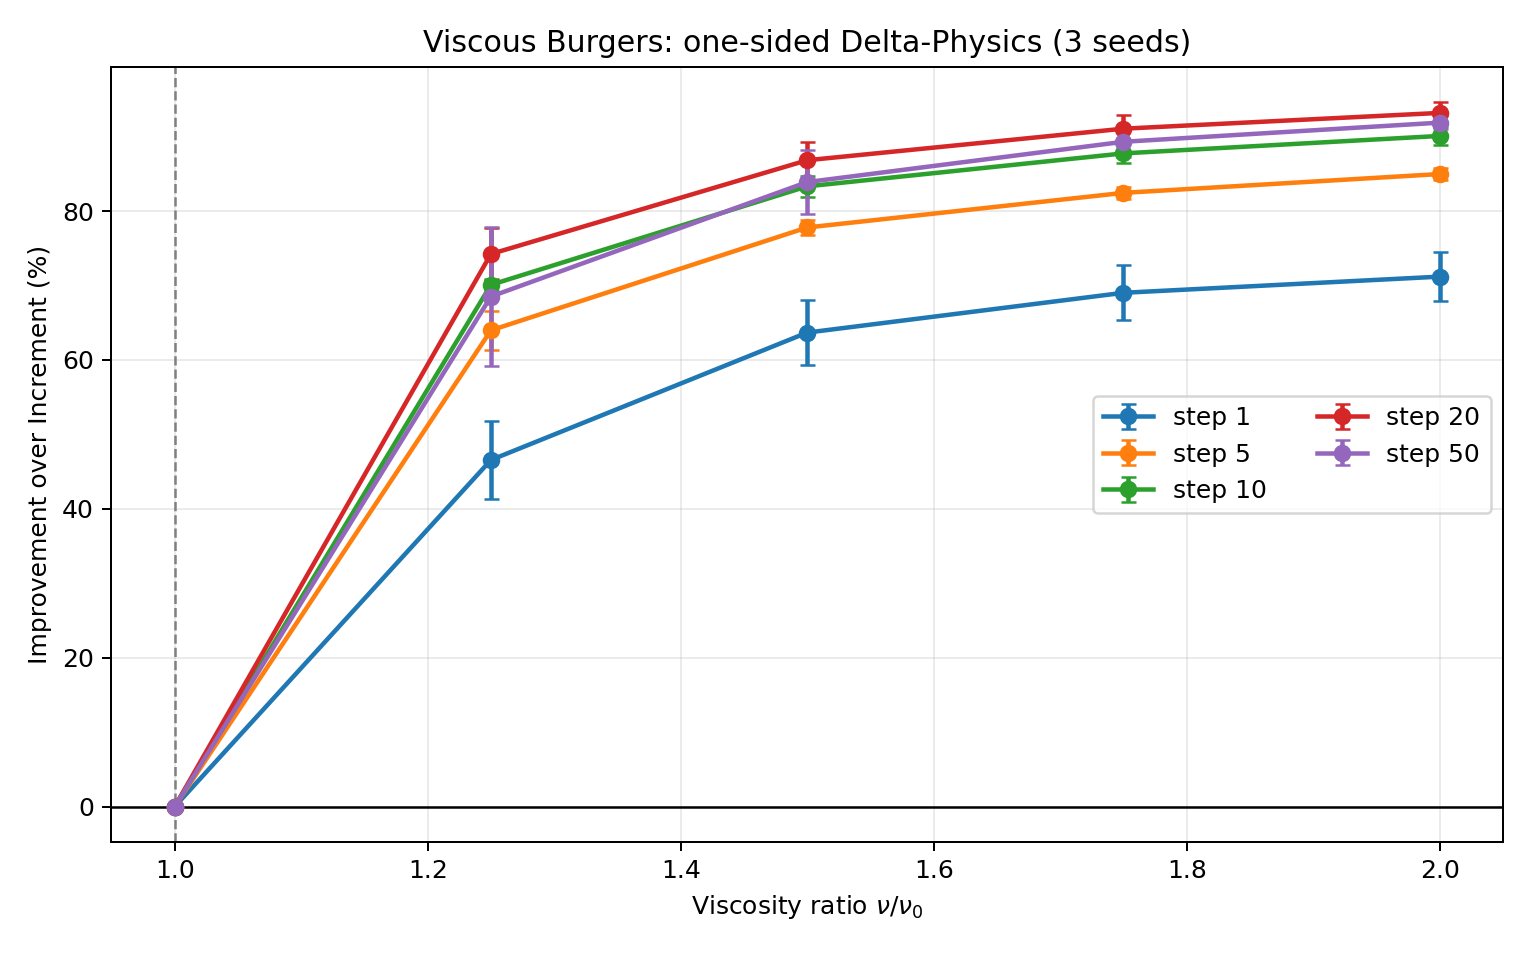 Viscous Burgers: one-sided Delta-Physics (3 seeds)
Improvement over Increment (%)
80
60
40
20
0
step 1
step 5
step 10
step 20
step 50
1.0
1.2
1.4
1.6
1.8
2.0
Viscosity ratio ν/ν₀